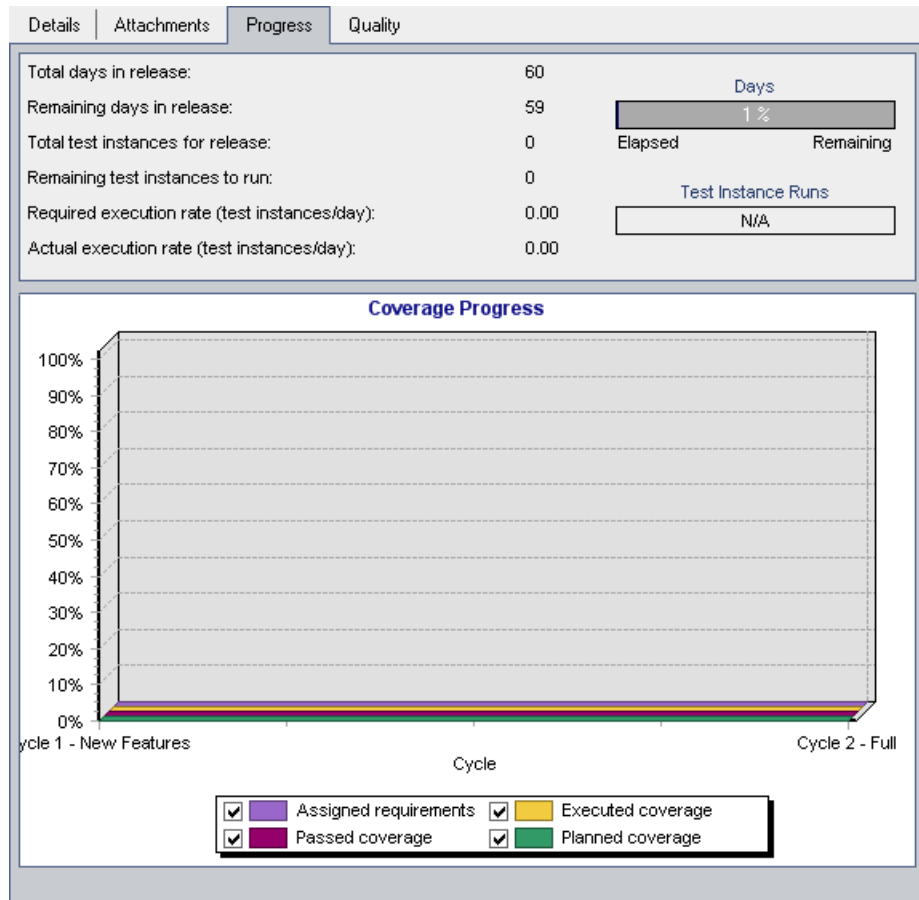 Details Attachments Progress Quality
Total days in release: 60
Days
Remaining days in release: 59
1 %
Total test instances for release: 0
Elapsed Remaining
Remaining test instances to run: 0
Test Instance Runs
Required execution rate (test instances/day): 0.00
N/A
Actual execution rate (test instances/day): 0.00
Coverage Progress
100%
90%
80%
70%
60%
50%
40%
30%
20%
10%
0%
ycle 1 - New Features Cycle 2 - Full
Cycle
Assigned requirements Executed coverage
Passed coverage Planned coverage